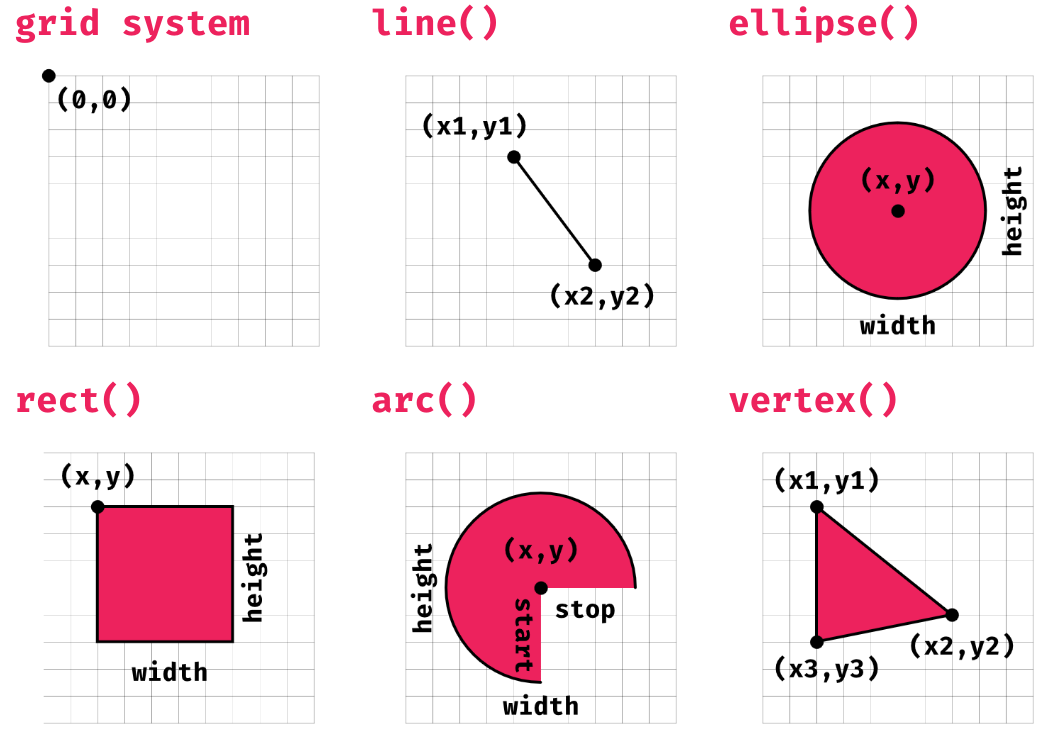 grid system
(0,0)
line()
(x1,y1)
(x2,y2)
ellipse()
(x,y)
height
width
rect()
(x,y)
height
width
arc()
(x,y)
height
start
stop
width
vertex()
(x1,y1)
(x2,y2)
(x3,y3)